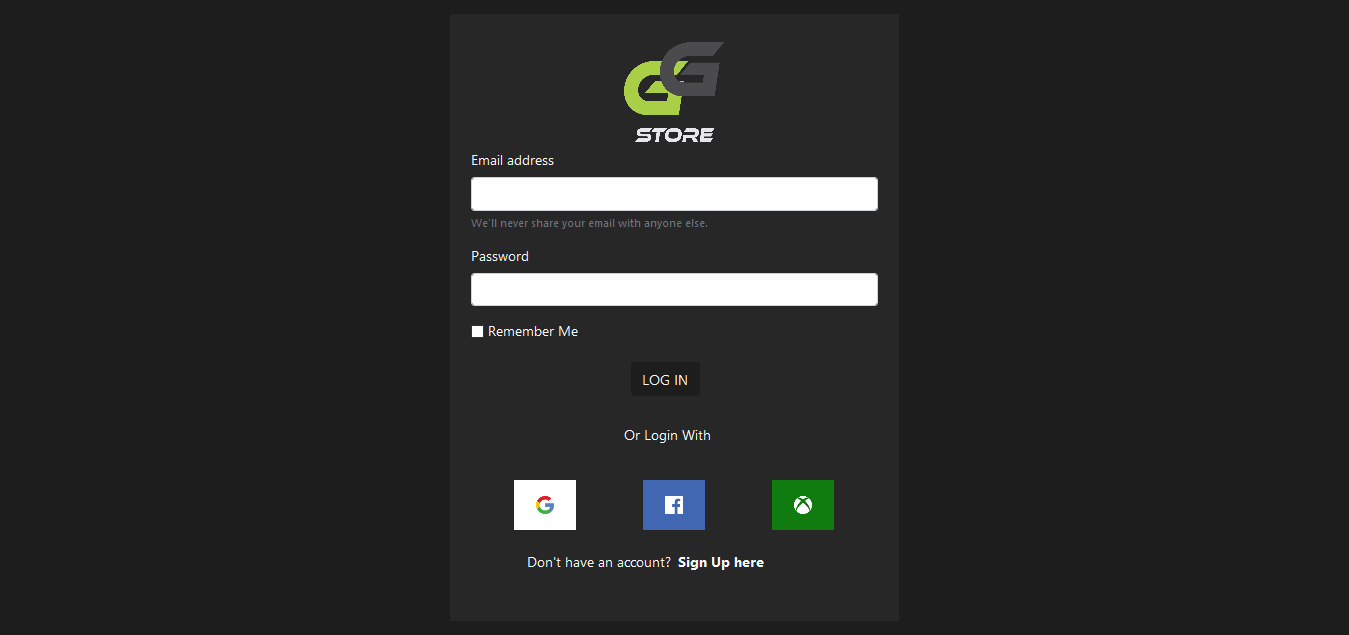 GG
STORE
Email address
We'll never share your email with anyone else.
Password
Remember Me
LOG IN
Or Login With
G
Don't have an account? Sign Up here